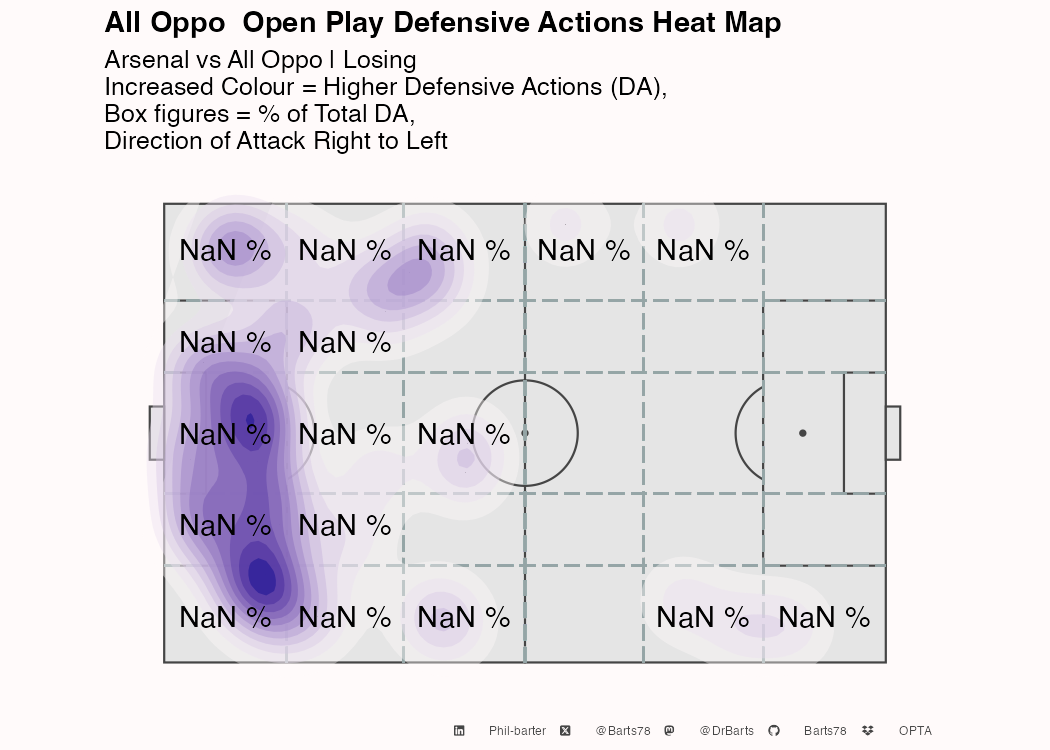 All Oppo  Open Play Defensive Actions Heat Map
Arsenal vs All Oppo | Losing
Increased Colour = Higher Defensive Actions (DA),
Box figures = % of Total DA,
Direction of Attack Right to Left
NaN % NaN % NaN % NaN % NaN %
NaN % NaN %
NaN % NaN % NaN %
NaN % NaN %
NaN % NaN % NaN % NaN % NaN %
Phil-barter @Barts78 @DrBarts Barts78 OPTA